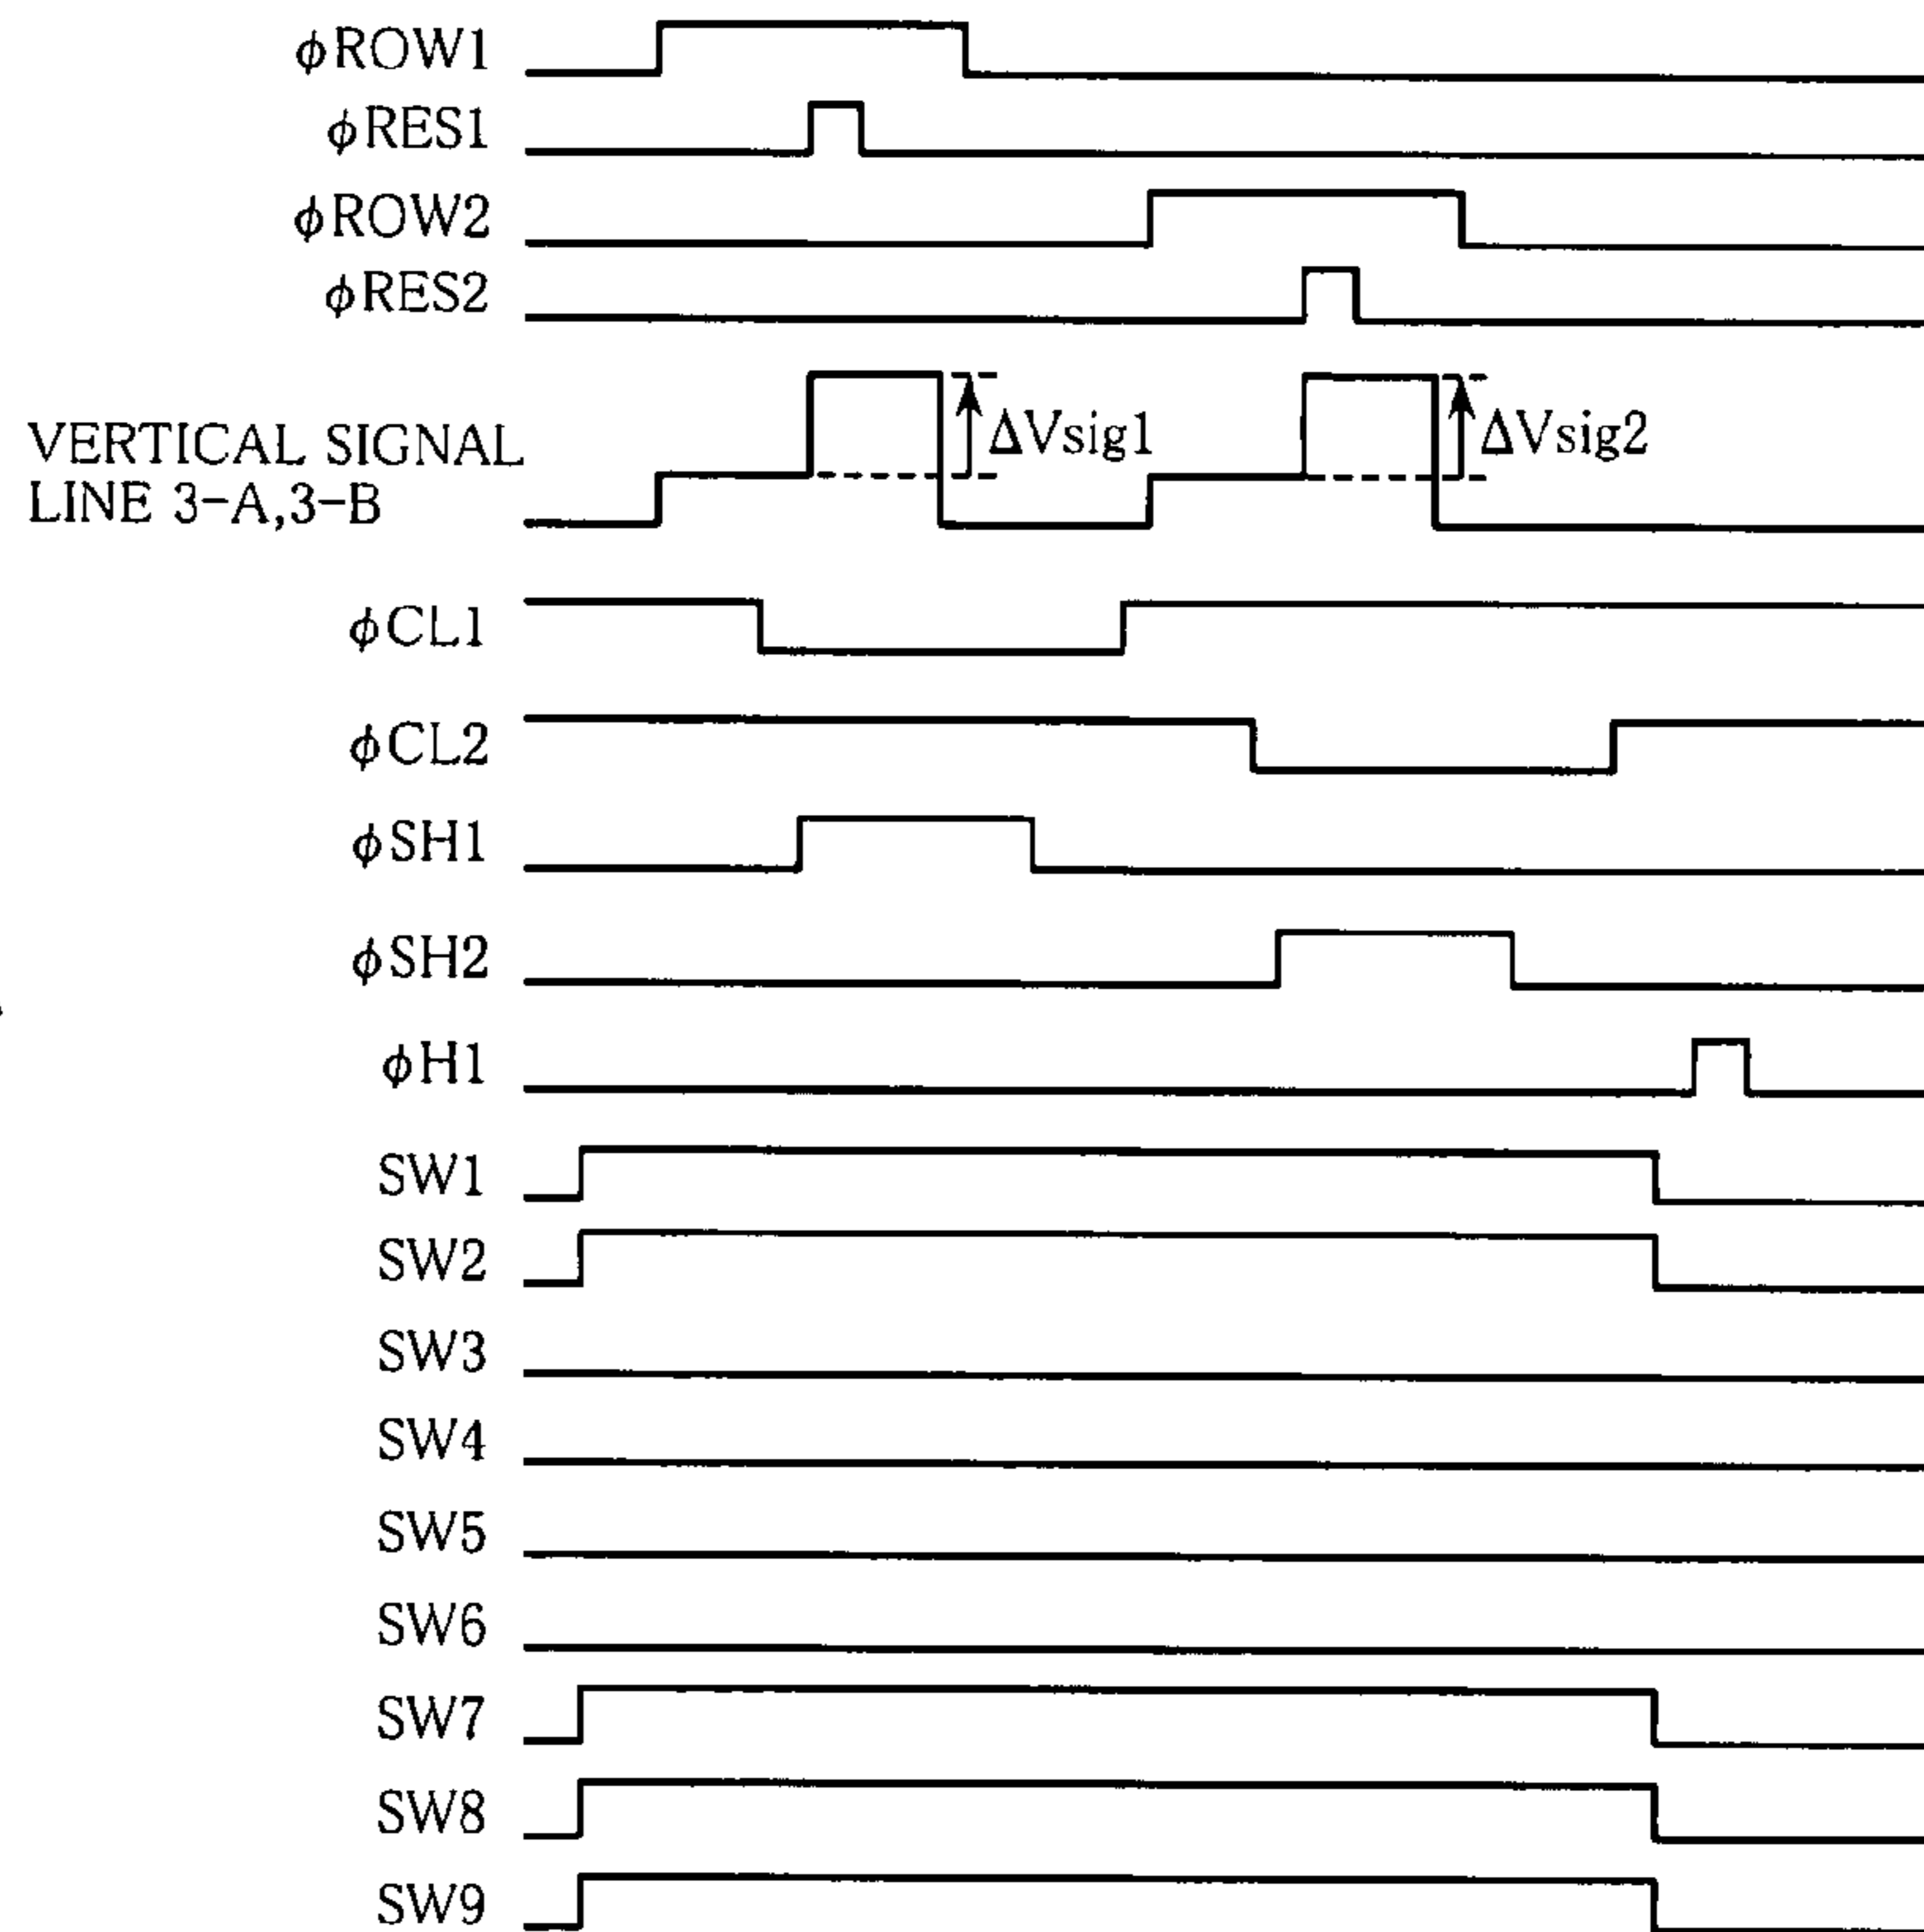 ϕROW1
ϕRES1
ϕROW2
ϕRES2
VERTICAL SIGNAL
LINE 3-A,3-B
ΔVsig1
ΔVsig2
ϕCL1
ϕCL2
ϕSH1
ϕSH2
ϕH1
SW1
SW2
SW3
SW4
SW5
SW6
SW7
SW8
SW9